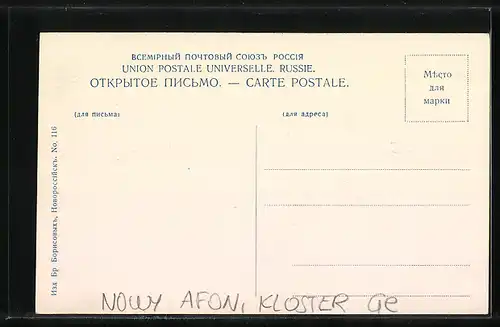 ВСЕМІРНЫЙ ПОЧТОВЫЙ СОЮЗЪ РОССІЯ
UNION POSTALE UNIVERSELLE. RUSSIE.
ОТКРЫТОЕ ПИСЬМО. — CARTE POSTALE.
Мѣсто
для
марки
(для письма)
(для адреса)
Изд. Бр. Борисовыхъ, Новороссійскъ. No. 116
NOWY AFON, KLOSTER Ge